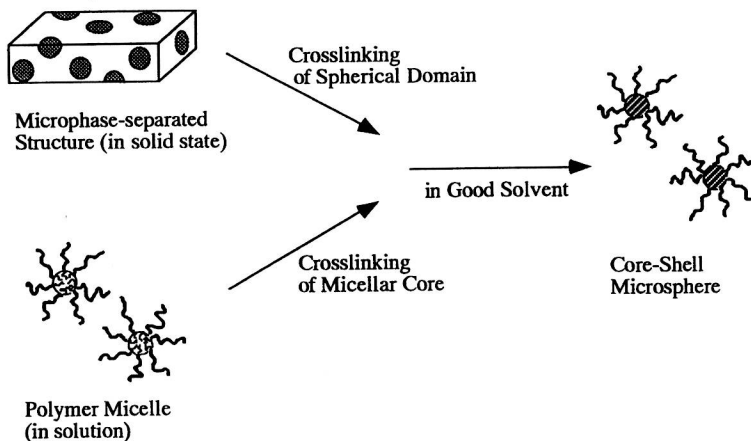 Crosslinking
of Spherical Domain
Microphase-separated
Structure (in solid state)
in Good Solvent
Crosslinking
of Micellar Core
Core-Shell
Microsphere
Polymer Micelle
(in solution)